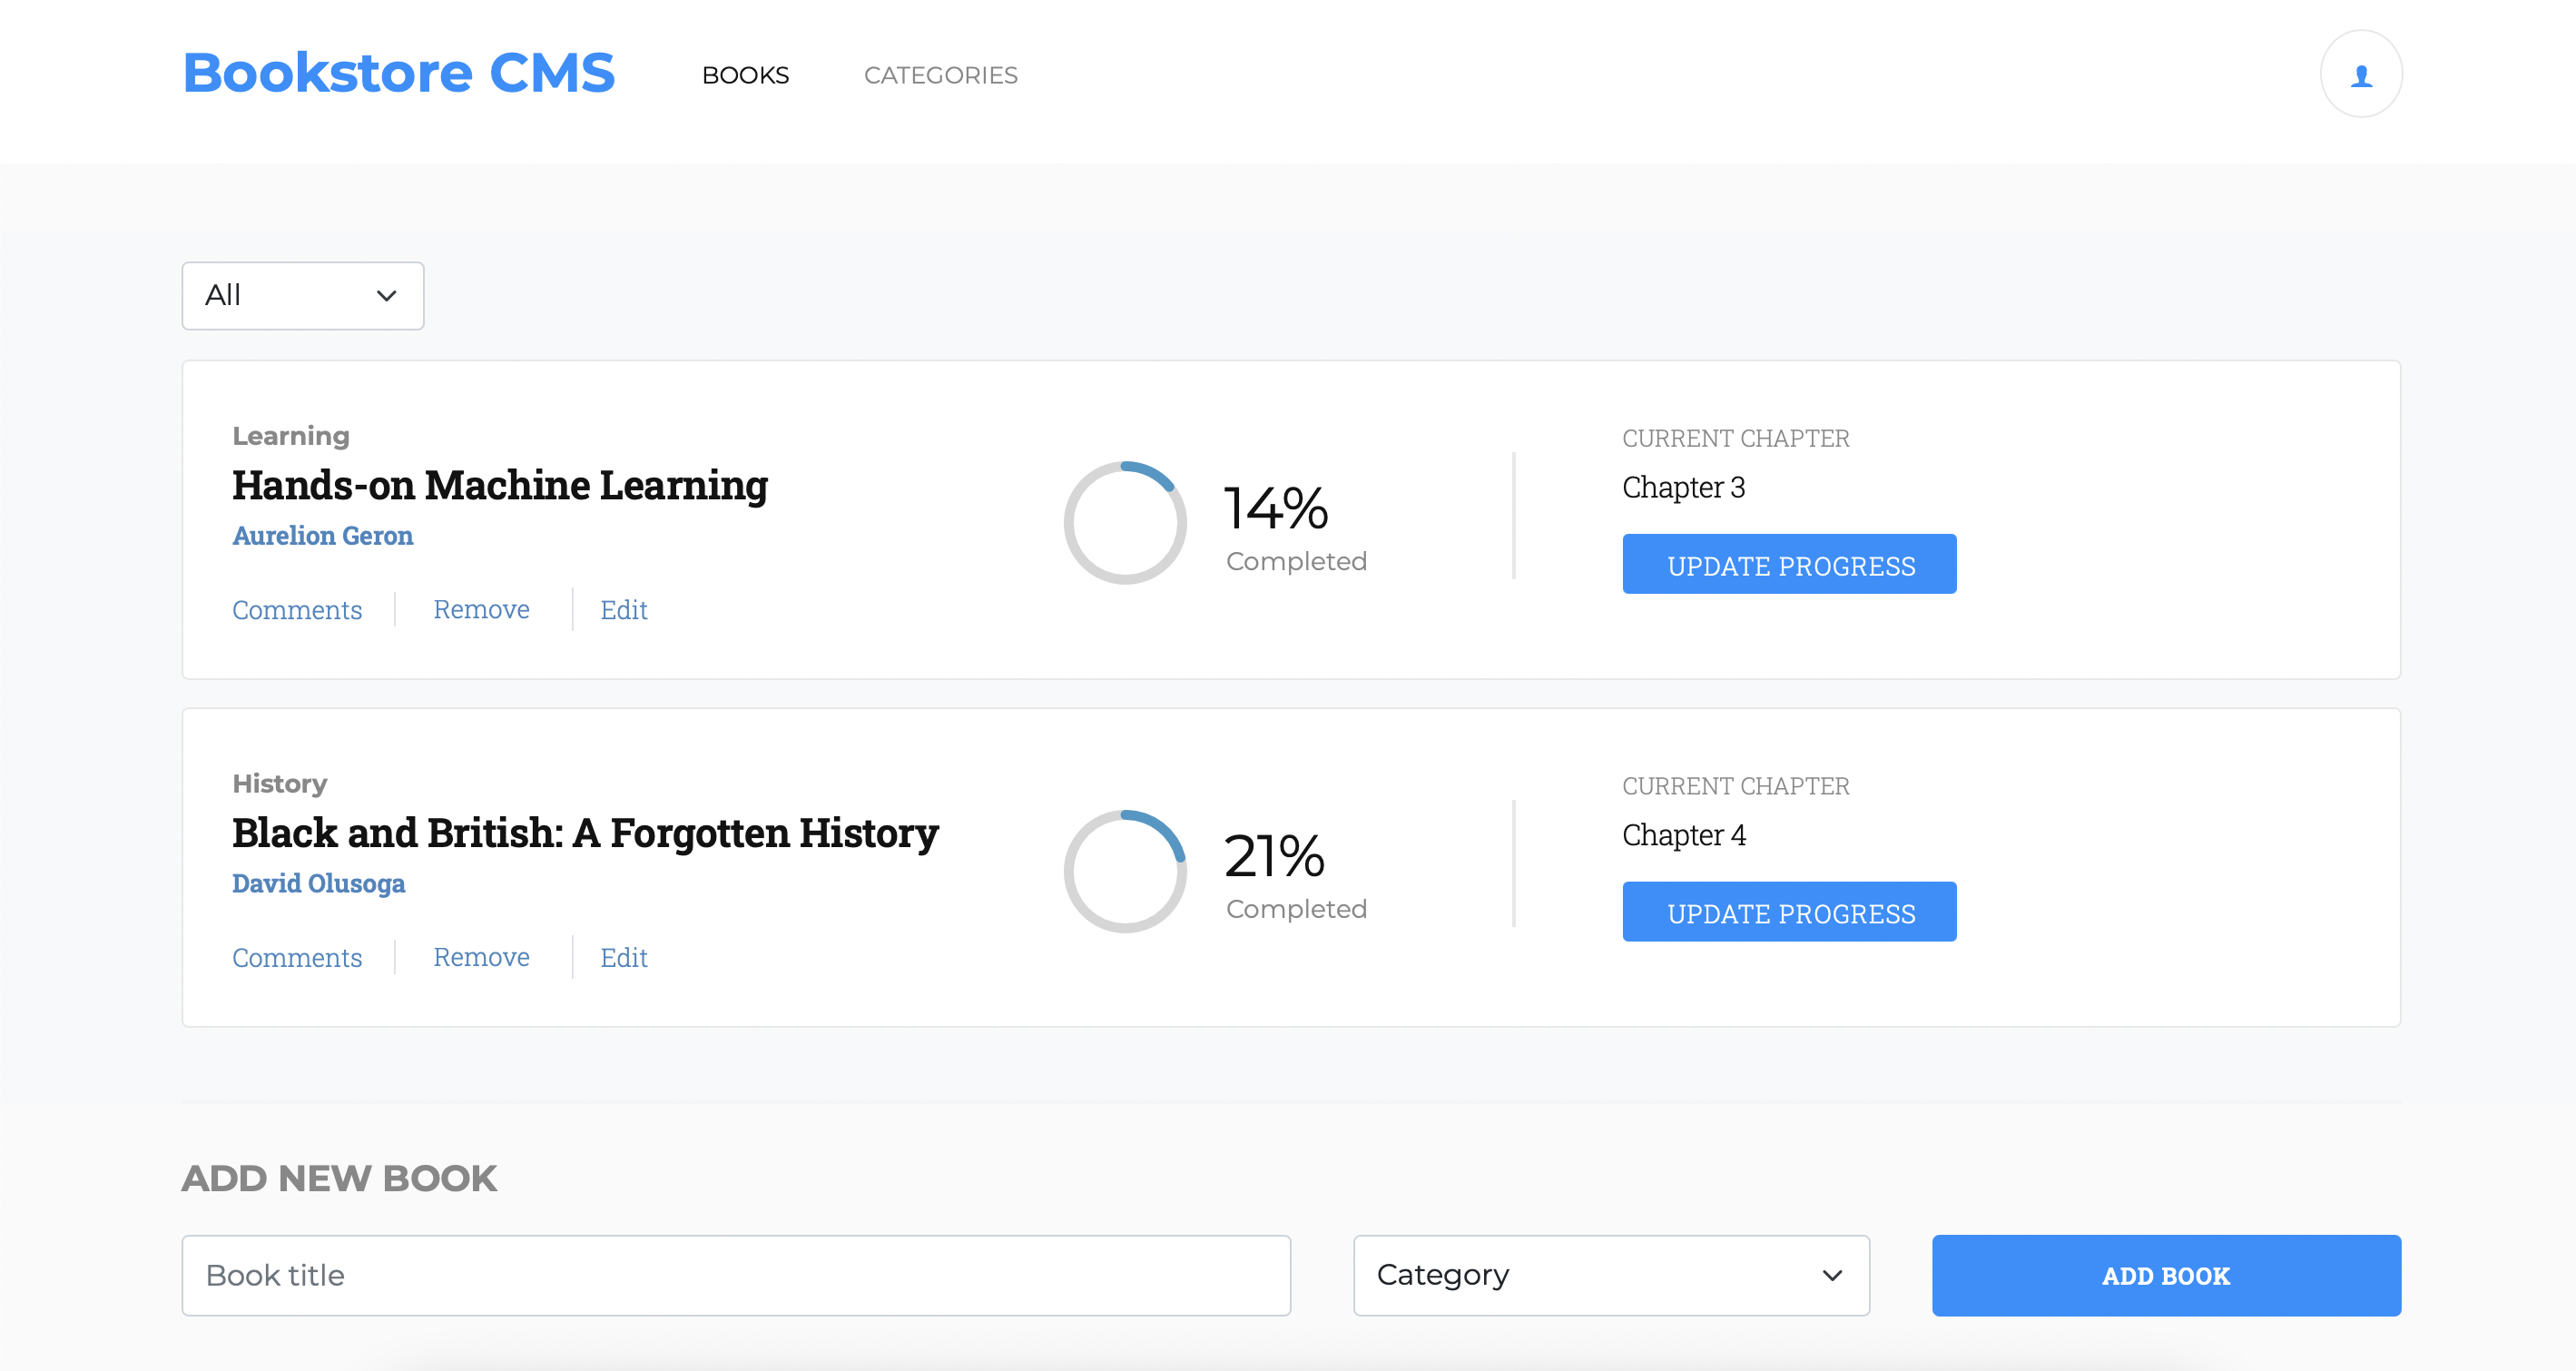 Bookstore CMS BOOKS CATEGORIES
All
Learning
Hands-on Machine Learning
Aurelion Geron
Comments Remove Edit
14%
Completed
CURRENT CHAPTER
Chapter 3
UPDATE PROGRESS
History
Black and British: A Forgotten History
David Olusoga
Comments Remove Edit
21%
Completed
CURRENT CHAPTER
Chapter 4
UPDATE PROGRESS
ADD NEW BOOK
Book title Category ADD BOOK